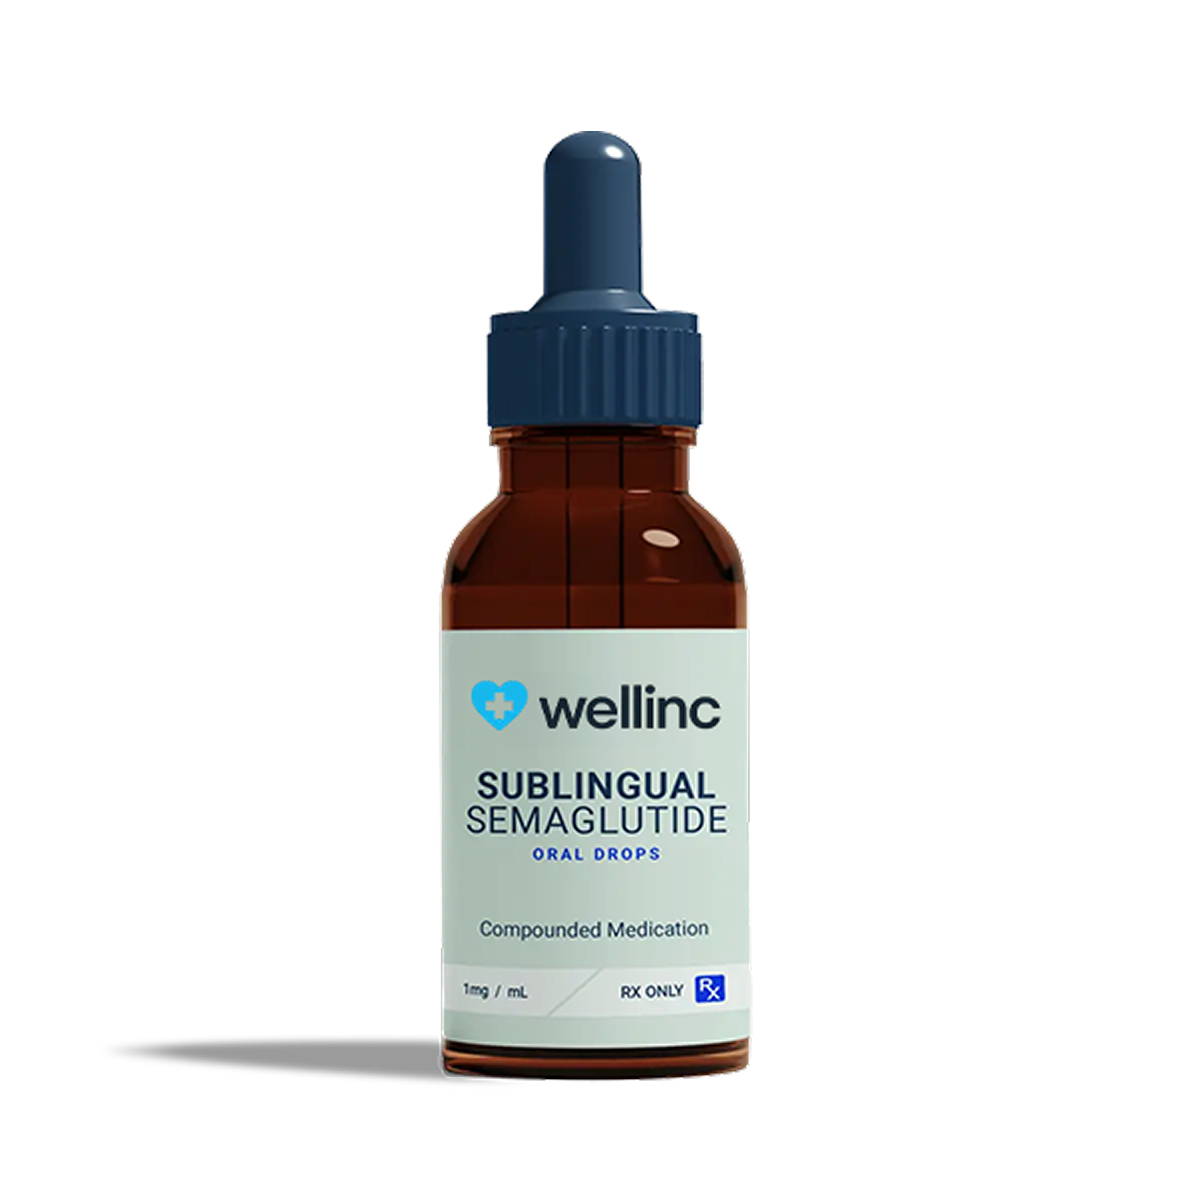 wellinc
SUBLINGUAL
SEMAGLUTIDE
ORAL DROPS
Compounded Medication
1mg / mL
RX ONLY Rx